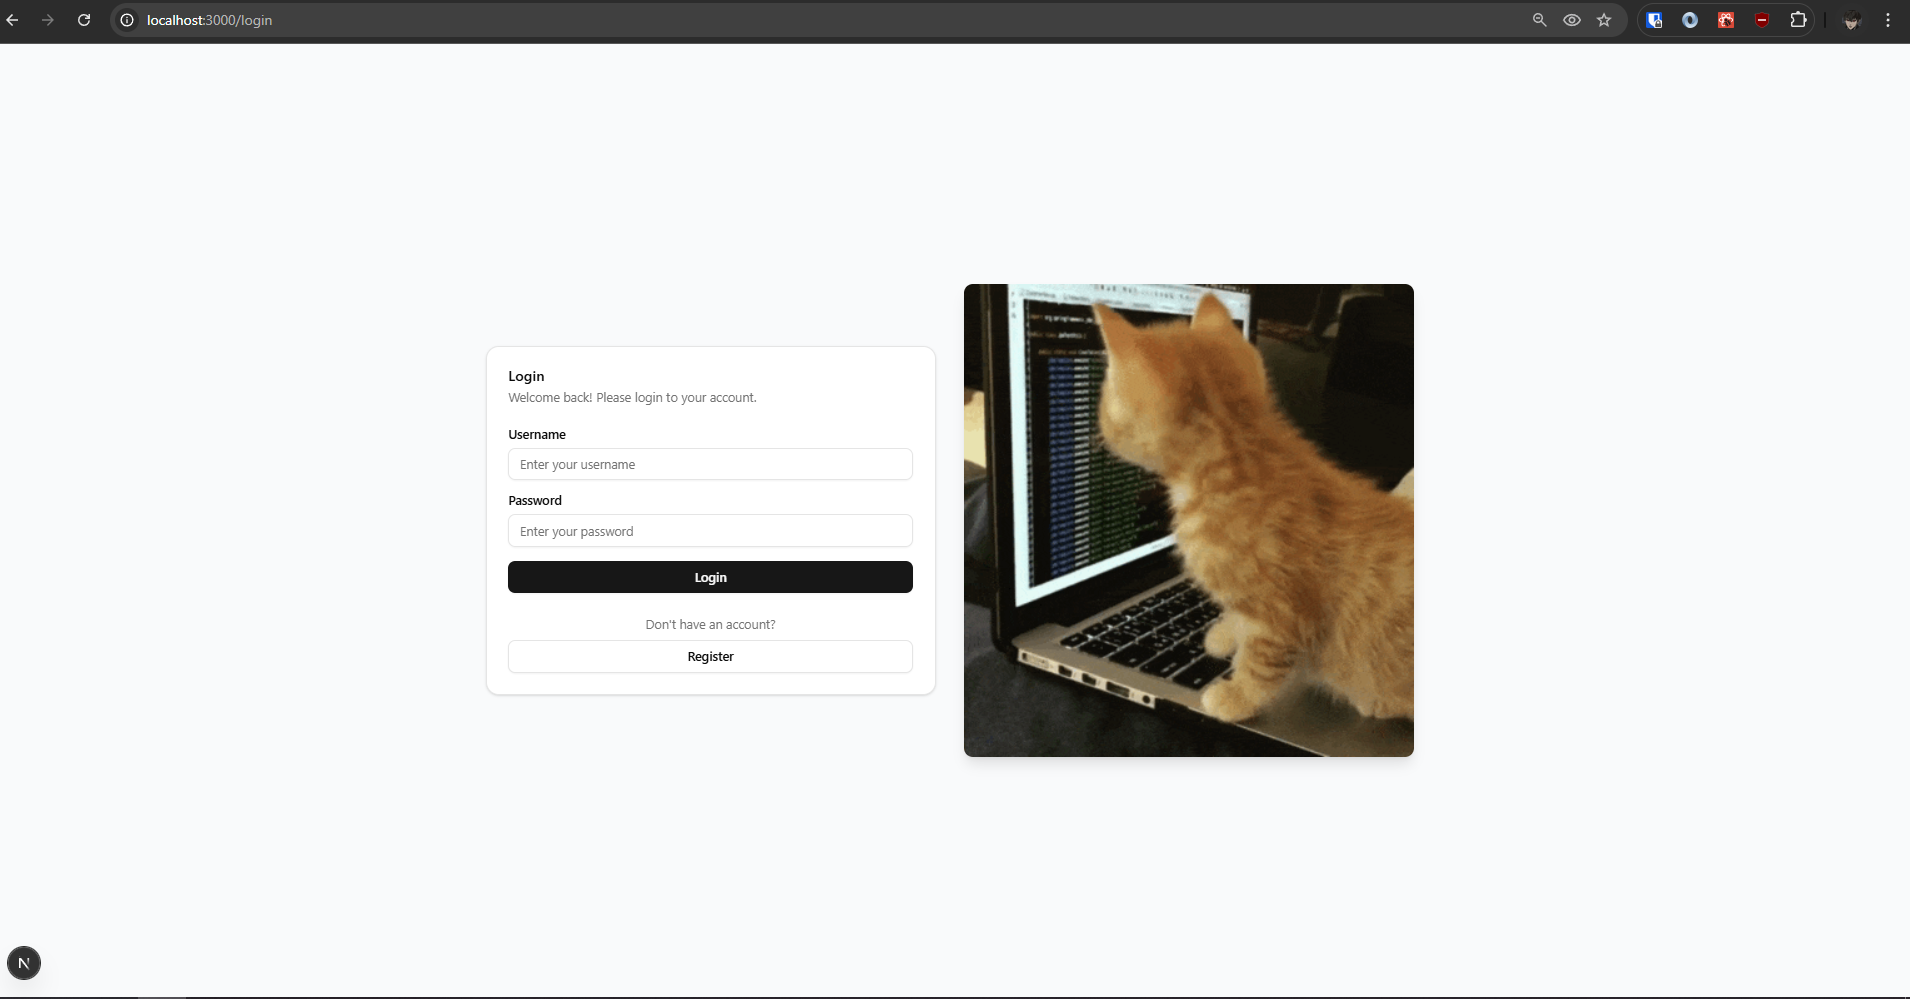 localhost:3000/login
Login
Welcome back! Please login to your account.
Username
Enter your username
Password
Enter your password
Login
Don't have an account?
Register
N